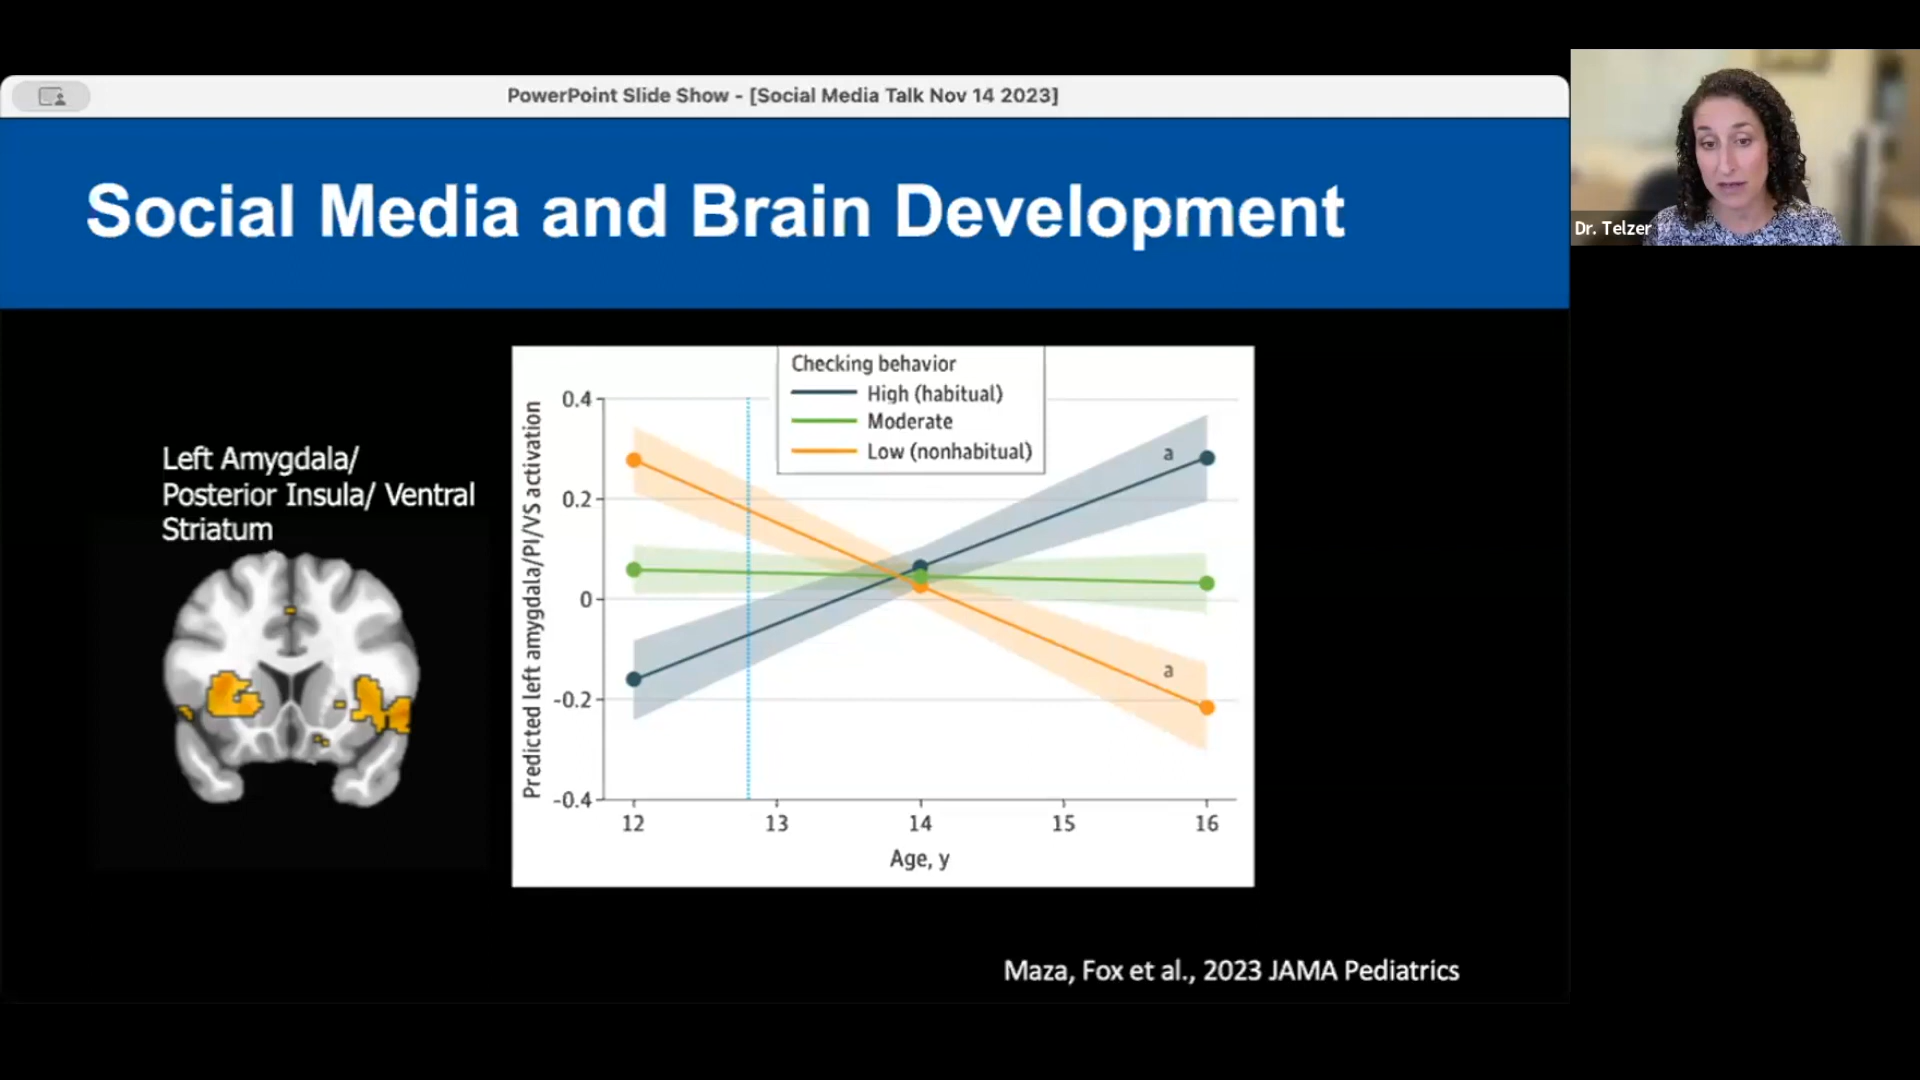 PowerPoint Slide Show - [Social Media Talk Nov 14 2023]
Dr. Telzer
Social Media and Brain Development
Left Amygdala/
Posterior Insula/ Ventral
Striatum
Checking behavior
High (habitual)
Moderate
Low (nonhabitual)
Predicted left amygdala/PI/VS activation
0.4
0.2
0
-0.2
-0.4
a
a
12 13 14 15 16
Age, y
Maza, Fox et al., 2023 JAMA Pediatrics